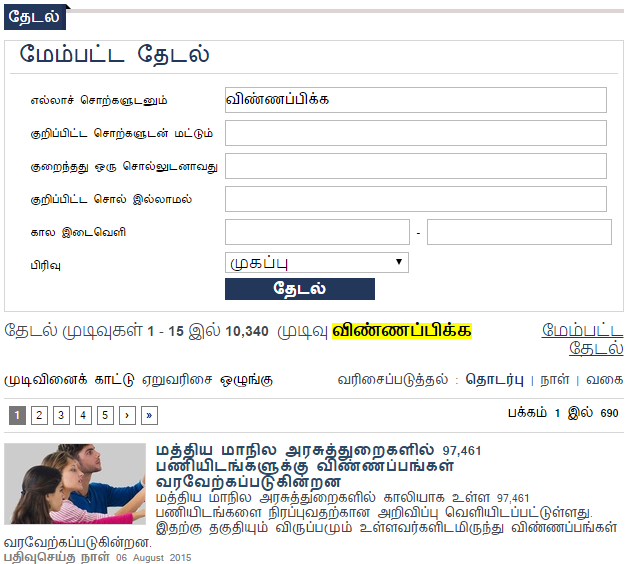 தேடல்
மேம்பட்ட தேடல்
எல்லாச் சொற்களுடனும் விண்ணப்பிக்க
குறிப்பிட்ட சொற்களுடன் மட்டும்
குறைந்தது ஒரு சொல்லுடனாவது
குறிப்பிட்ட சொல் இல்லாமல்
கால இடைவெளி -
பிரிவு முகப்பு
தேடல்
தேடல் முடிவுகள் 1 - 15 இல் 10,340 முடிவு விண்ணப்பிக்க
மேம்பட்ட
தேடல்
முடிவினைக் காட்டு ஏறுவரிசை ஒழுங்கு வரிசைப்படுத்தல் : தொடர்பு | நாள் | வகை
1 2 3 4 5 › » பக்கம் 1 இல் 690
மத்திய மாநில அரசுத்துறைகளில் 97,461
பணியிடங்களுக்கு விண்ணப்பங்கள்
வரவேற்கப்படுகின்றன
மத்திய மாநில அரசுத்துறைகளில் காலியாக உள்ள 97,461
பணியிடங்களை நிரப்புவதற்கான அறிவிப்பு வெளியிடப்பட்டுள்ளது.
இதற்கு தகுதியும் விருப்பமும் உள்ளவர்களிடமிருந்து விண்ணப்பங்கள்
வரவேற்கப்படுகின்றன.
பதிவுசெய்த நாள் 06 August 2015